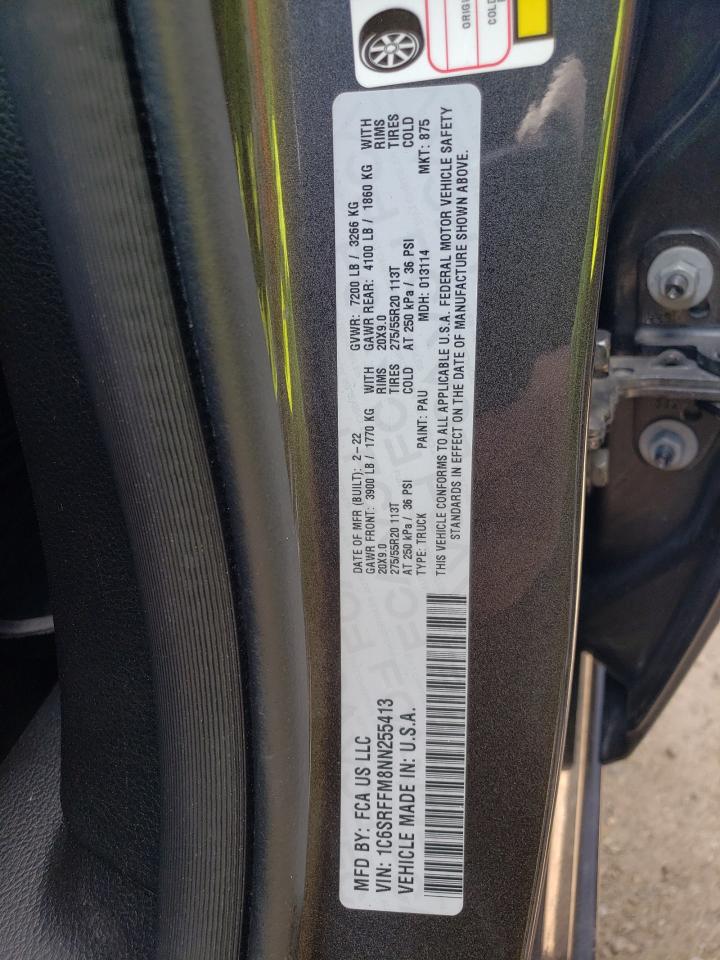 MFD BY: FCA US LLC
VIN: 1C6SRFFM8NN255413
VEHICLE MADE IN: U.S.A.
DATE OF MFR (BUILT): 2-22
GAWR FRONT: 3900 LB / 1770 KG WITH
20X9.0 RIMS
275/55R20 113T TIRES
AT 250 kPa / 36 PSI COLD
TYPE: TRUCK PAINT: PAU
GVWR: 7200 LB / 3266 KG
GAWR REAR: 4100 LB / 1860 KG WITH
20X9.0 RIMS
275/55R20 113T TIRES
AT 250 kPa / 36 PSI COLD
MDH: 013114 MKT: 875
THIS VEHICLE CONFORMS TO ALL APPLICABLE U.S.A. FEDERAL MOTOR VEHICLE SAFETY
STANDARDS IN EFFECT ON THE DATE OF MANUFACTURE SHOWN ABOVE.
COLD